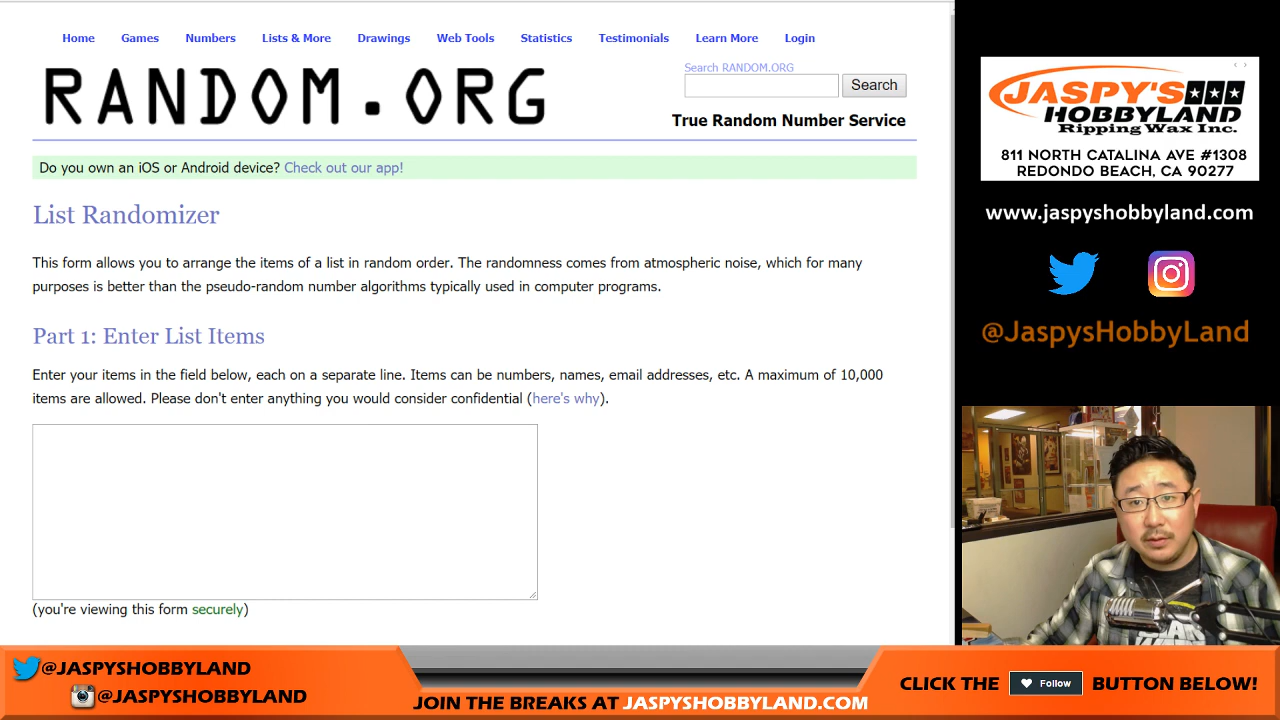 Home Games Numbers Lists & More Drawings Web Tools Statistics Testimonials Learn More Login
RANDOM.ORG
Search RANDOM.ORG
Search
True Random Number Service
Do you own an iOS or Android device? Check out our app!
List Randomizer
This form allows you to arrange the items of a list in random order. The randomness comes from atmospheric noise, which for many
purposes is better than the pseudo-random number algorithms typically used in computer programs.
Part 1: Enter List Items
Enter your items in the field below, each on a separate line. Items can be numbers, names, email addresses, etc. A maximum of 10,000
items are allowed. Please don't enter anything you would consider confidential (here's why).
(you're viewing this form securely)
JASPY'S
HOBBYLAND
Ripping Wax Inc.
811 NORTH CATALINA AVE #1308
REDONDO BEACH, CA 90277
www.jaspyshobbyland.com
@JaspysHobbyLand
@JASPYSHOBBYLAND
@JASPYSHOBBYLAND
JOIN THE BREAKS AT JASPYSHOBBYLAND.COM
CLICK THE Follow BUTTON BELOW!